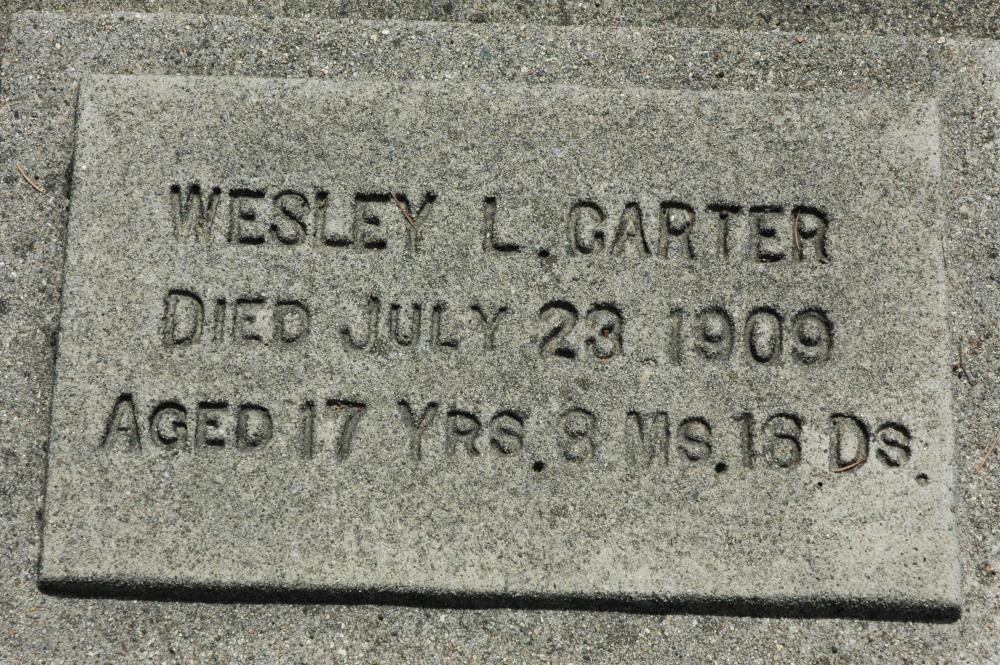 WESLEY L. CARTER
DIED JULY 23 1909
AGED 17 YRS. 8 MS. 16 DS.